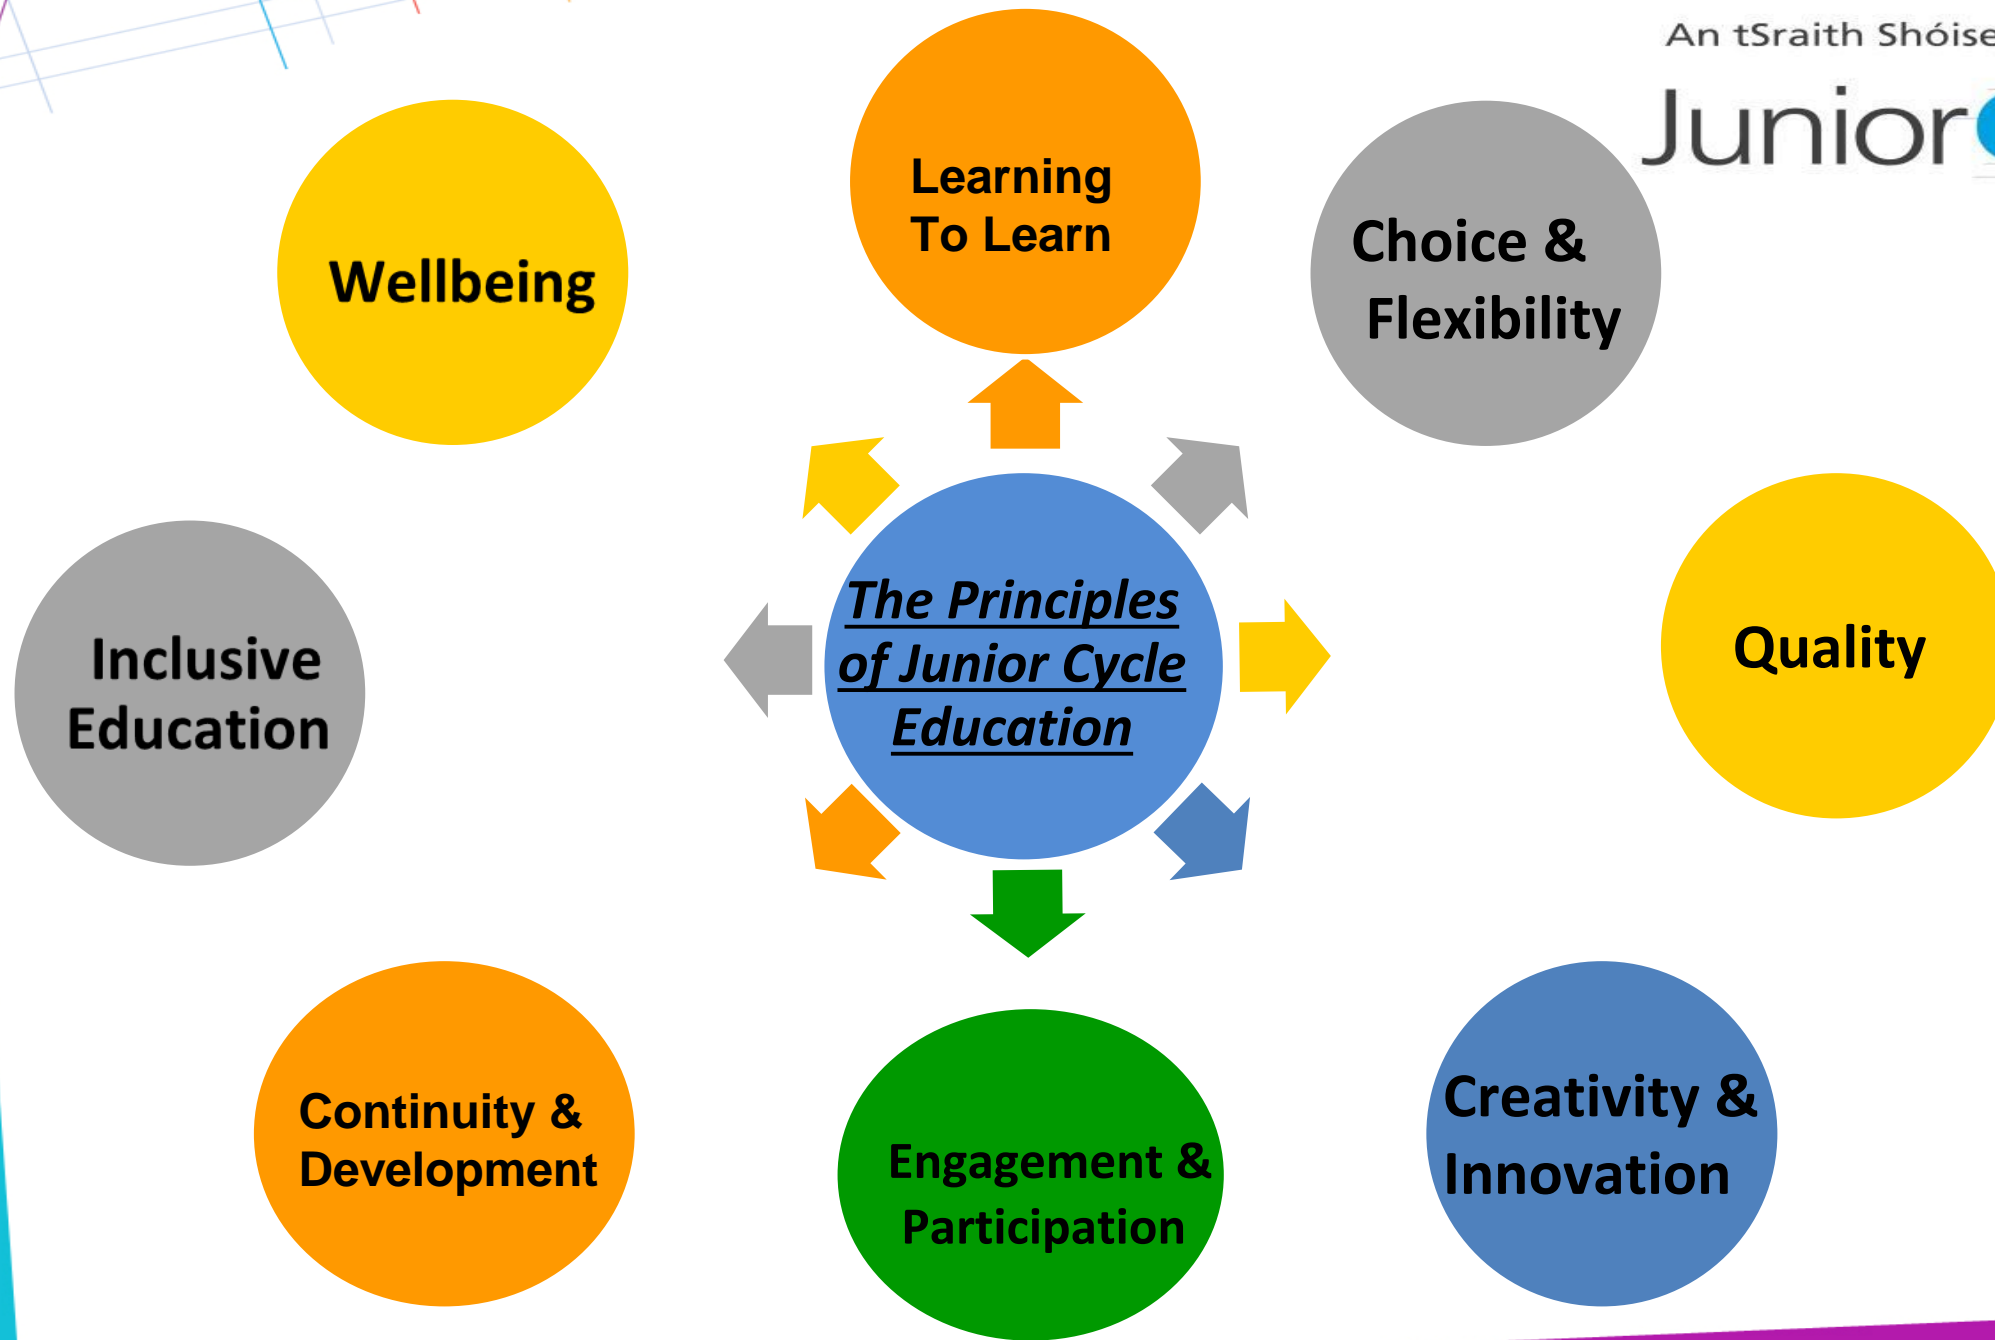 An tSraith Shóise
Junior
Learning
To Learn
Choice &
Flexibility
Wellbeing
Quality
The Principles
of Junior Cycle
Education
Inclusive
Education
Creativity &
Innovation
Continuity &
Development
Engagement &
Participation